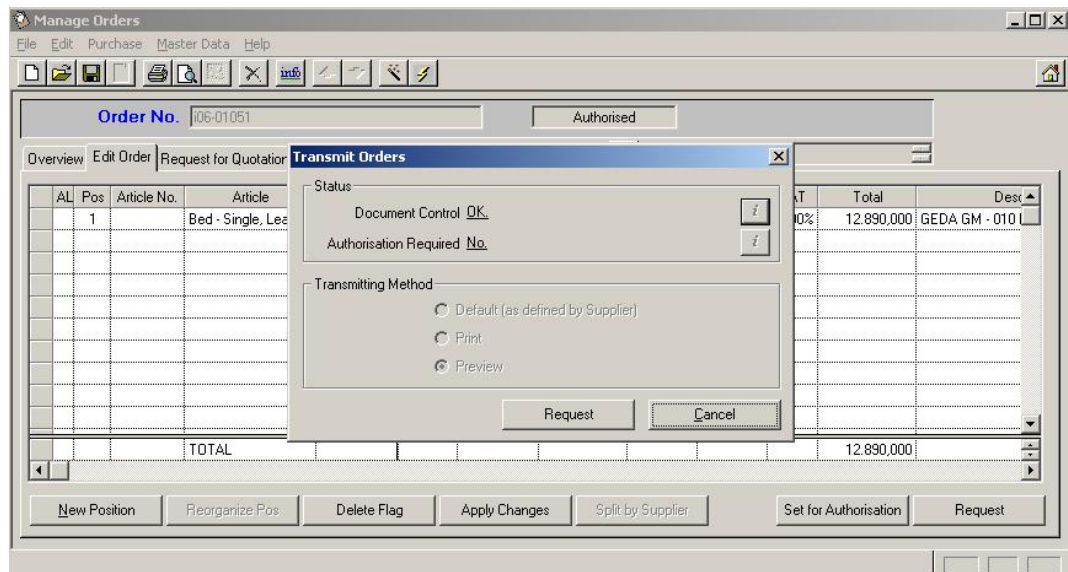 Manage Orders
File Edit Purchase Master Data Help
info
Order No. i06-01051 Authorised
Overview Edit Order Request for Quotation
Transmit Orders
AL Pos Article No. Article Total
1 Bed - Single, Lea 12.890,000 GEDA GM - 010
Status
Document Control OK. i
Authorisation Required No. i
Transmitting Method
Default (as defined by Supplier)
Print
Preview
Request Cancel
TOTAL 12.890,000
New Position Reorganize Pos Delete Flag Apply Changes Split by Supplier Set for Authorisation Request